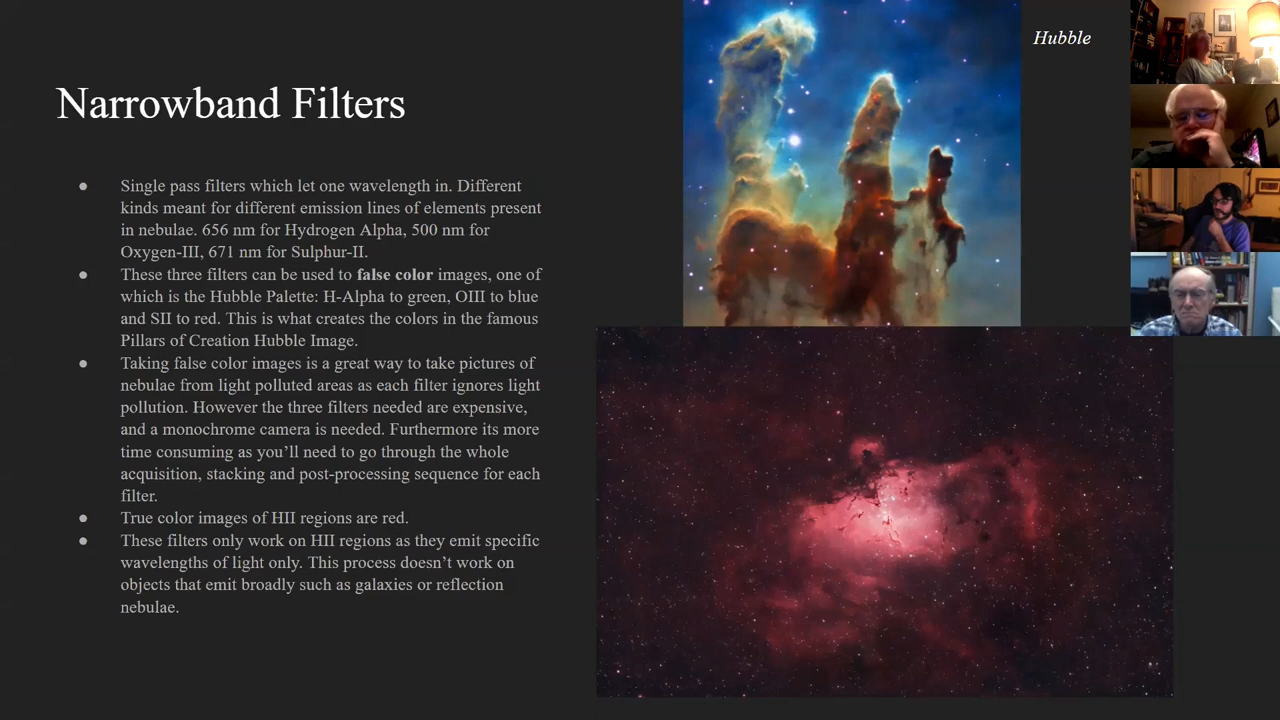 Hubble
Narrowband Filters
● Single pass filters which let one wavelength in. Different
kinds meant for different emission lines of elements present
in nebulae. 656 nm for Hydrogen Alpha, 500 nm for
Oxygen-III, 671 nm for Sulphur-II.
● These three filters can be used to false color images, one of
which is the Hubble Palette: H-Alpha to green, OIII to blue
and SII to red. This is what creates the colors in the famous
Pillars of Creation Hubble Image.
● Taking false color images is a great way to take pictures of
nebulae from light polluted areas as each filter ignores light
pollution. However the three filters needed are expensive,
and a monochrome camera is needed. Furthermore its more
time consuming as you’ll need to go through the whole
acquisition, stacking and post-processing sequence for each
filter.
● True color images of HII regions are red.
● These filters only work on HII regions as they emit specific
wavelengths of light only. This process doesn’t work on
objects that emit broadly such as galaxies or reflection
nebulae.